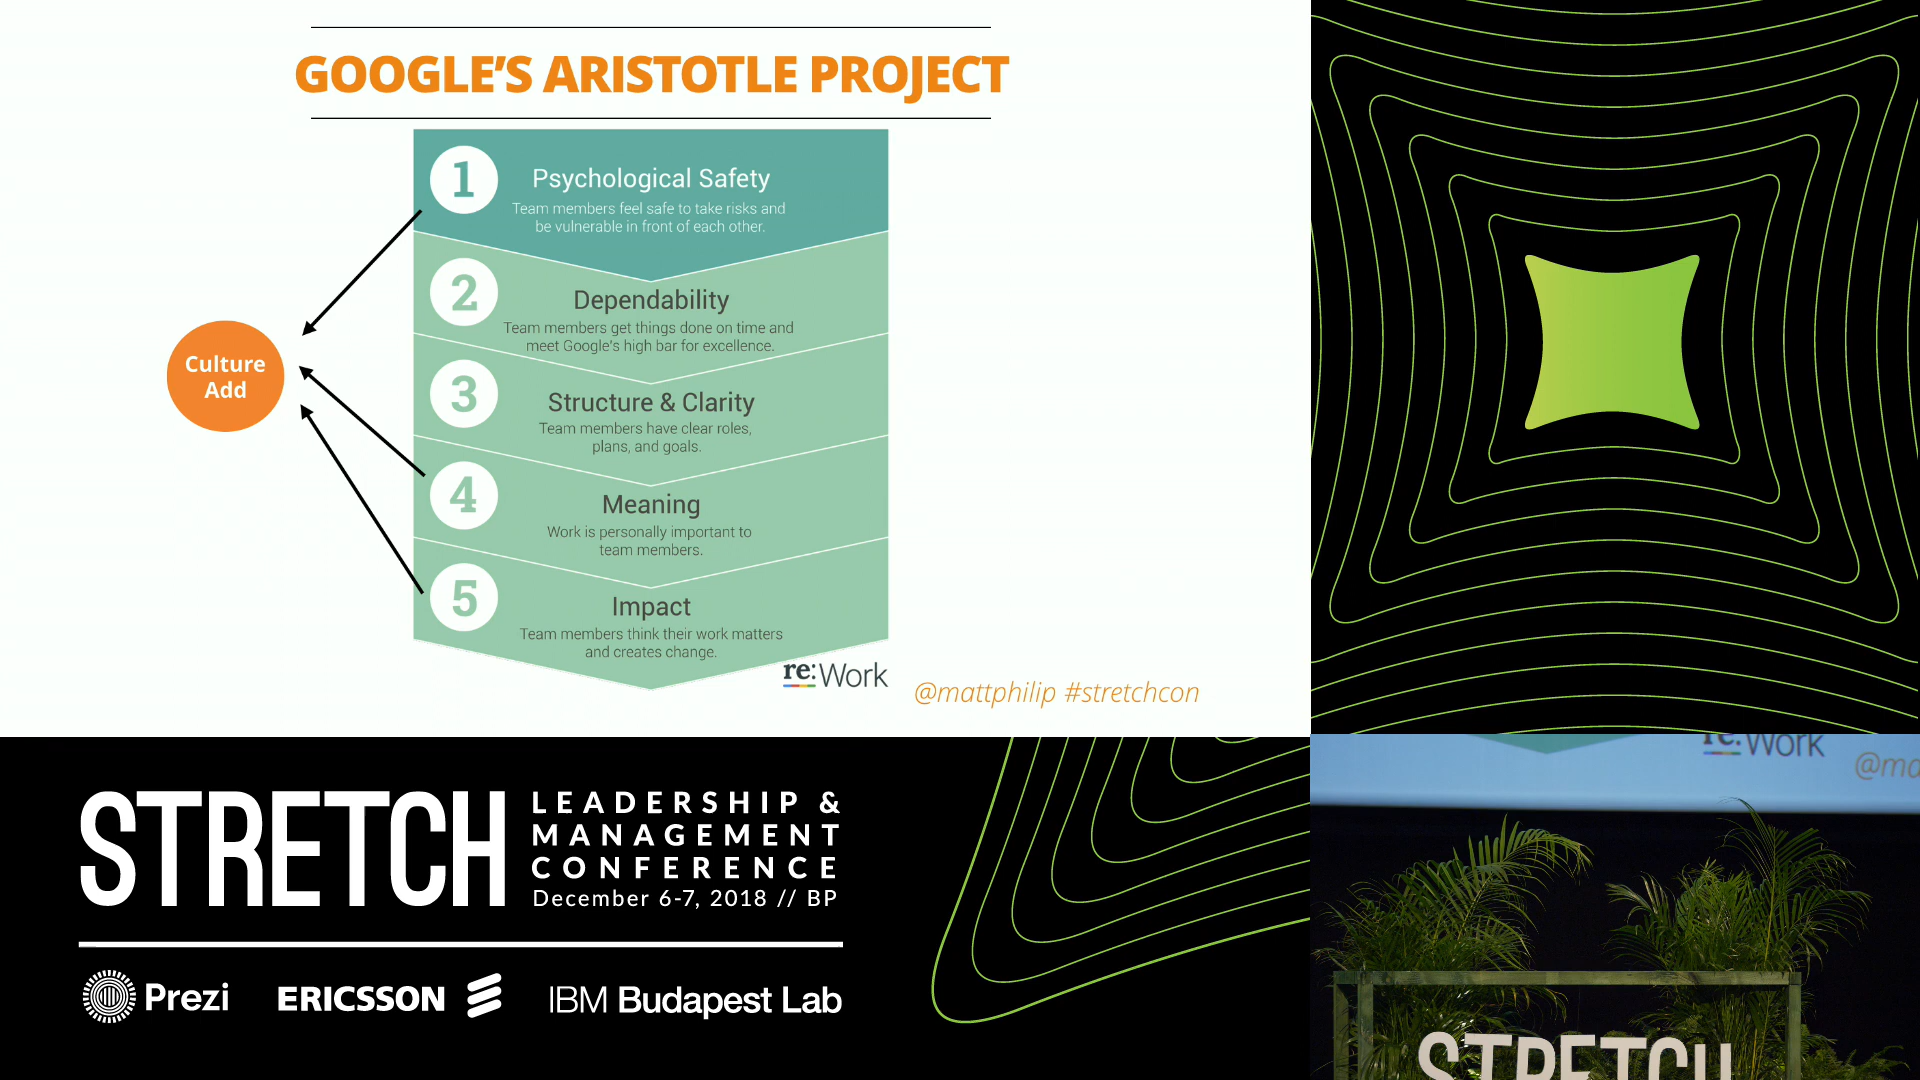 GOOGLE’S ARISTOTLE PROJECT
1
Psychological Safety
Team members feel safe to take risks and
be vulnerable in front of each other.
2
Dependability
Team members get things done on time and
meet Google's high bar for excellence.
3
Structure & Clarity
Team members have clear roles,
plans, and goals.
4
Meaning
Work is personally important to
team members.
5
Impact
Team members think their work matters
and creates change.
Culture
Add
re:Work
@mattphilip #stretchcon
STRETCH
LEADERSHIP &
MANAGEMENT
CONFERENCE
December 6-7, 2018 // BP
Prezi
ERICSSON
IBM Budapest Lab
re:Work
@ma
STRETCH